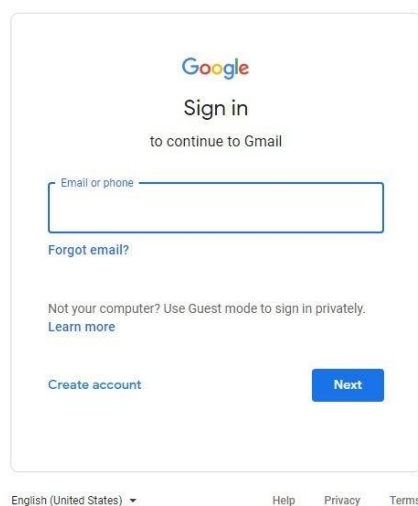 Google
Sign in
to continue to Gmail
Email or phone
Forgot email?
Not your computer? Use Guest mode to sign in privately.
Learn more
Create account Next
English (United States) Help Privacy Terms